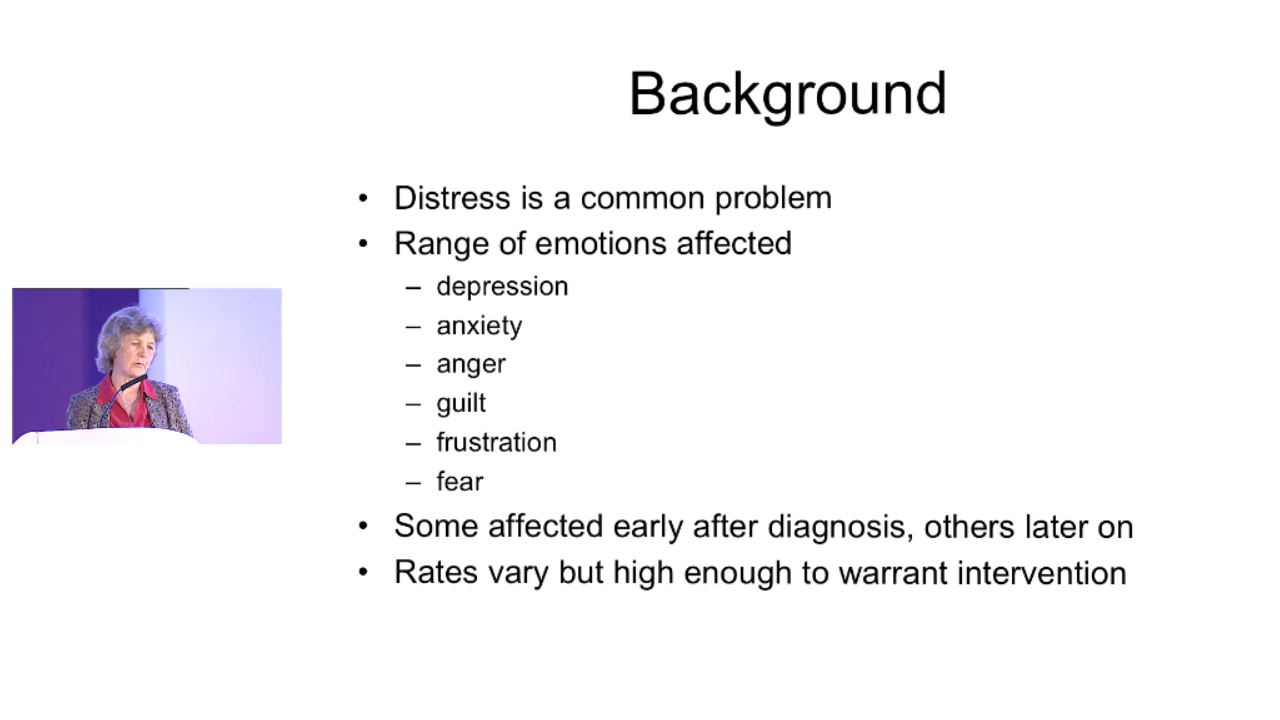 Background
• Distress is a common problem
• Range of emotions affected
– depression
– anxiety
– anger
– guilt
– frustration
– fear
• Some affected early after diagnosis, others later on
• Rates vary but high enough to warrant intervention